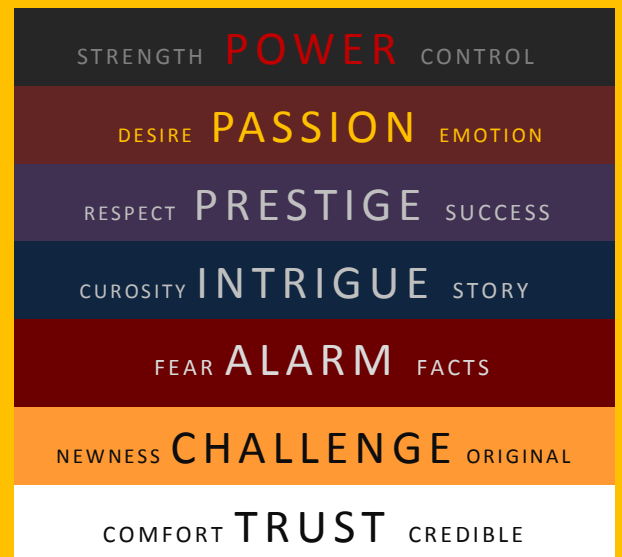 STRENGTH POWER CONTROL
DESIRE PASSION EMOTION
RESPECT PRESTIGE SUCCESS
CUROSITY INTRIGUE STORY
FEAR ALARM FACTS
NEWNESS CHALLENGE ORIGINAL
COMFORT TRUST CREDIBLE